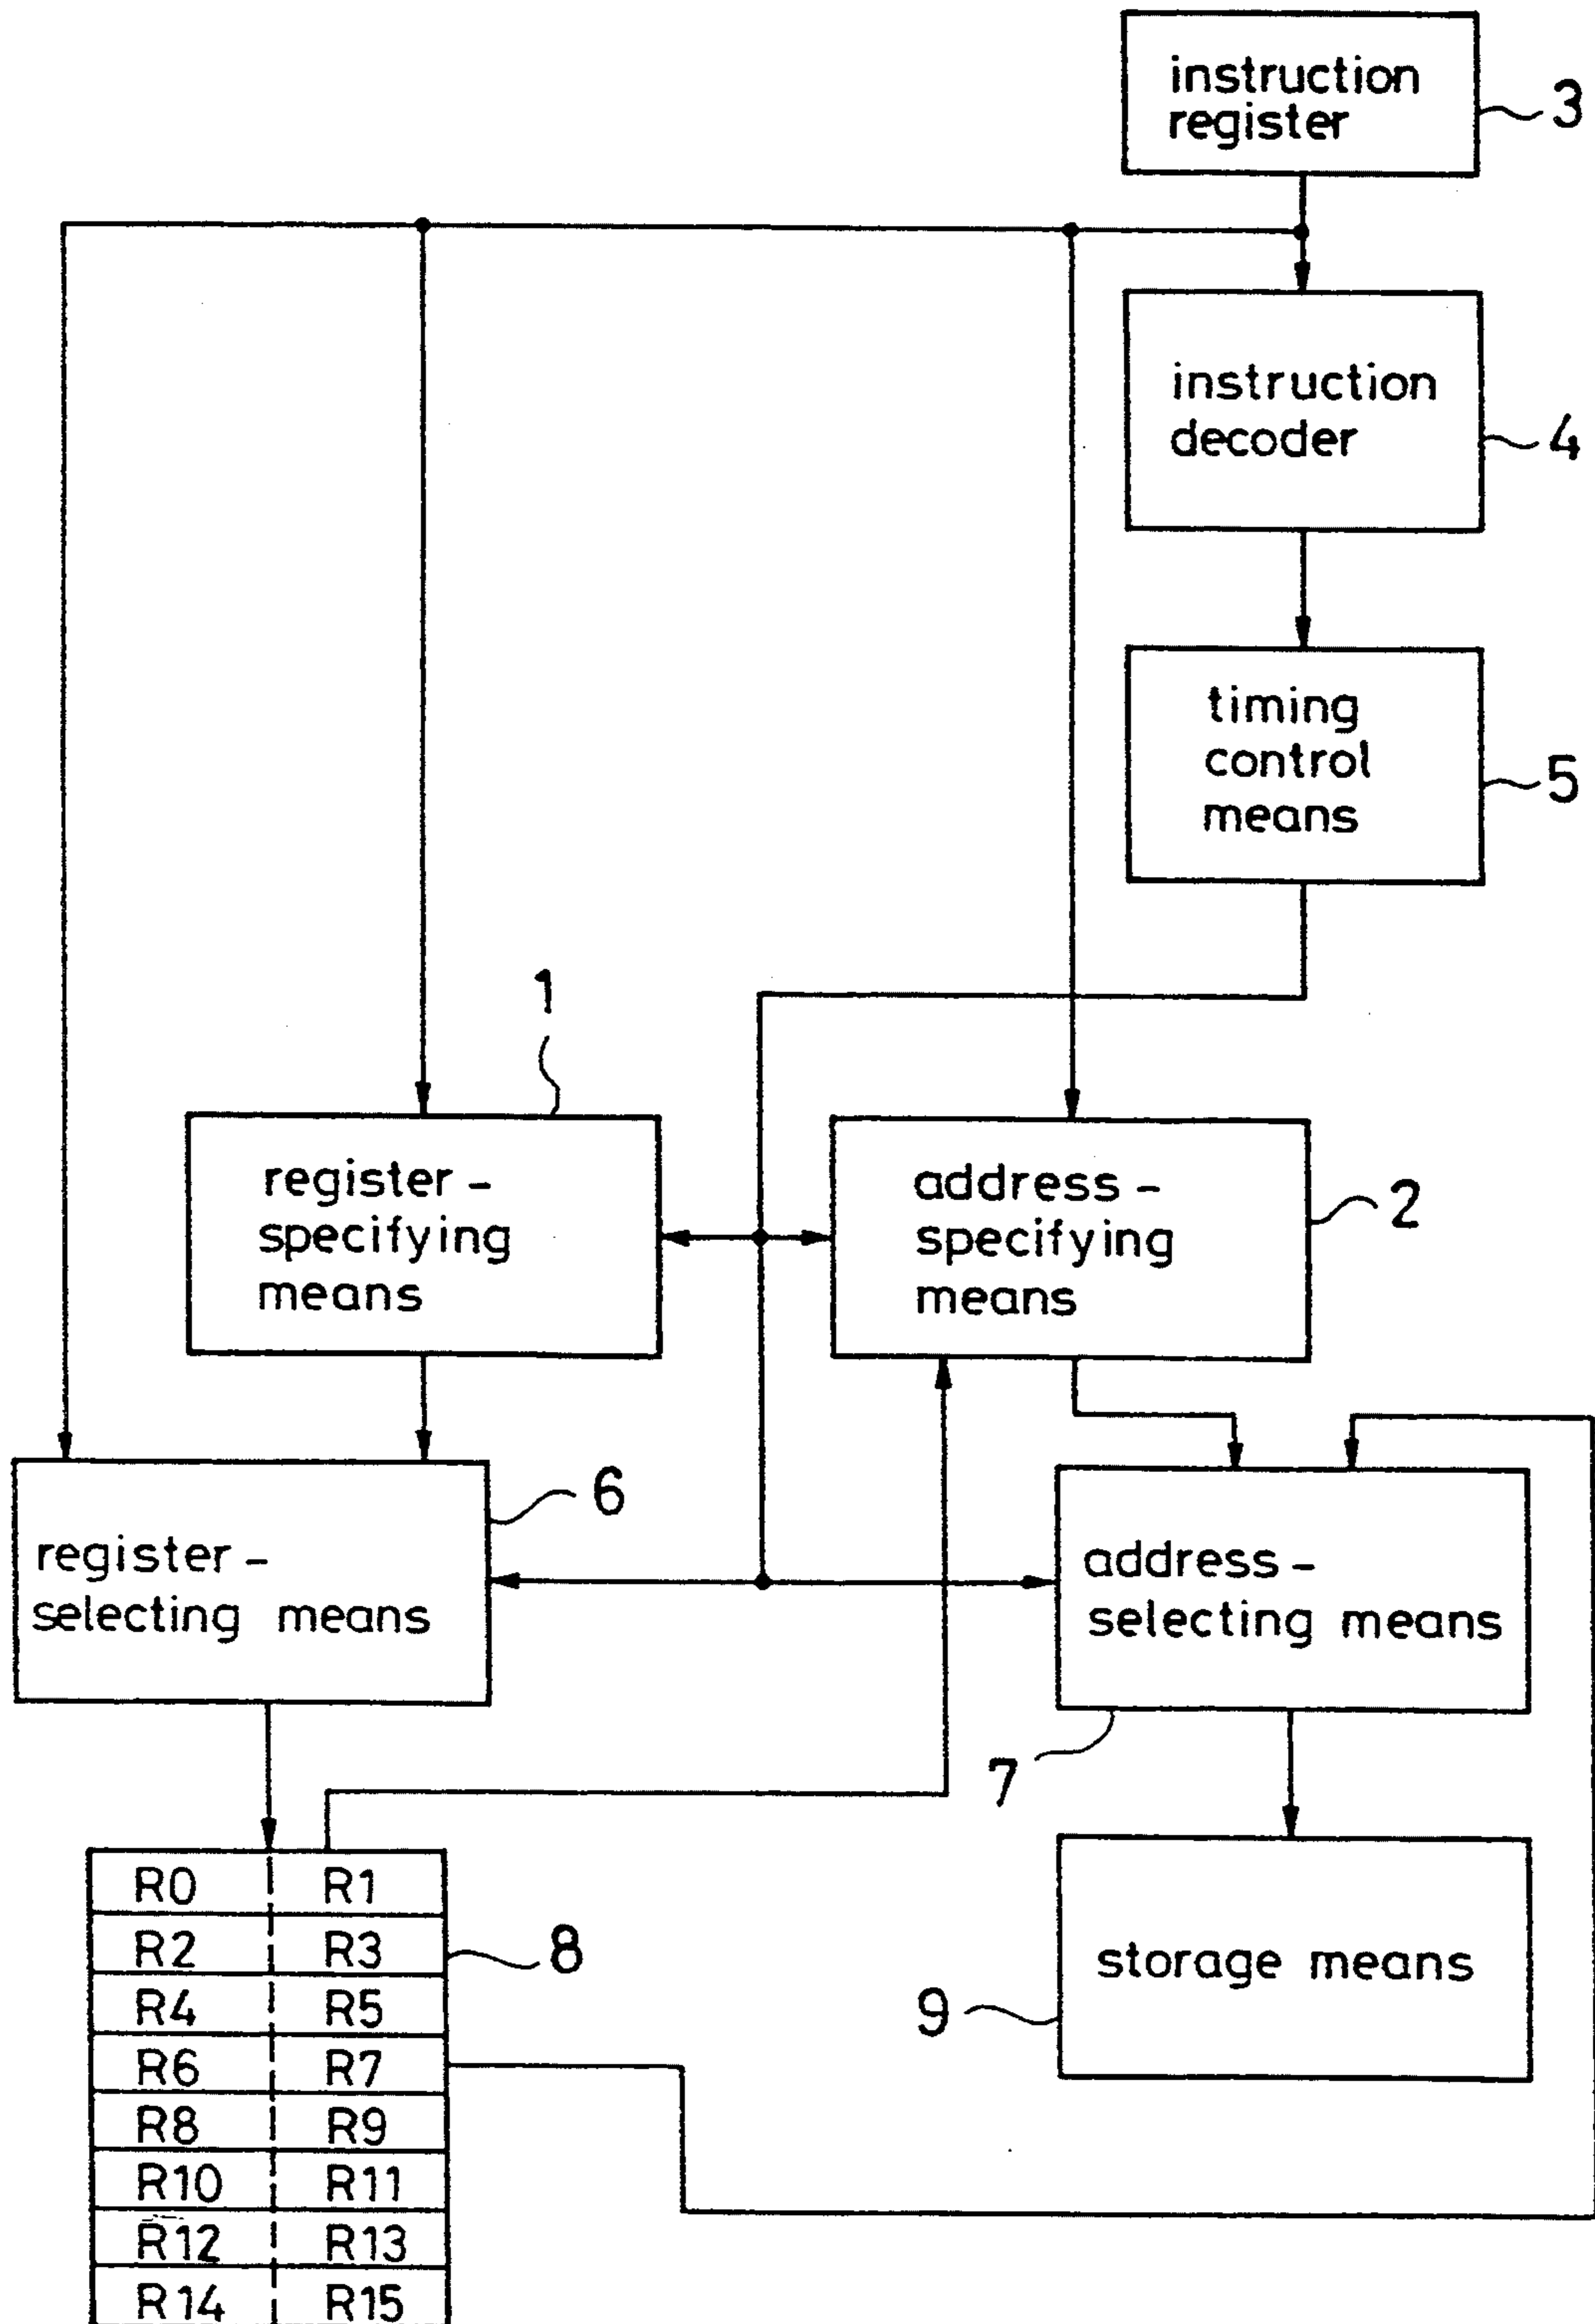 instruction
register
3
instruction
decoder
4
timing
control
means
5
1
register -
specifying
means
address -
specifying
means
2
6
register -
selecting means
address -
selecting means
7
R0 R1
R2 R3
8
R4 R5
R6 R7
R8 R9
R10 R11
R12 R13
R14 R15
storage means
9